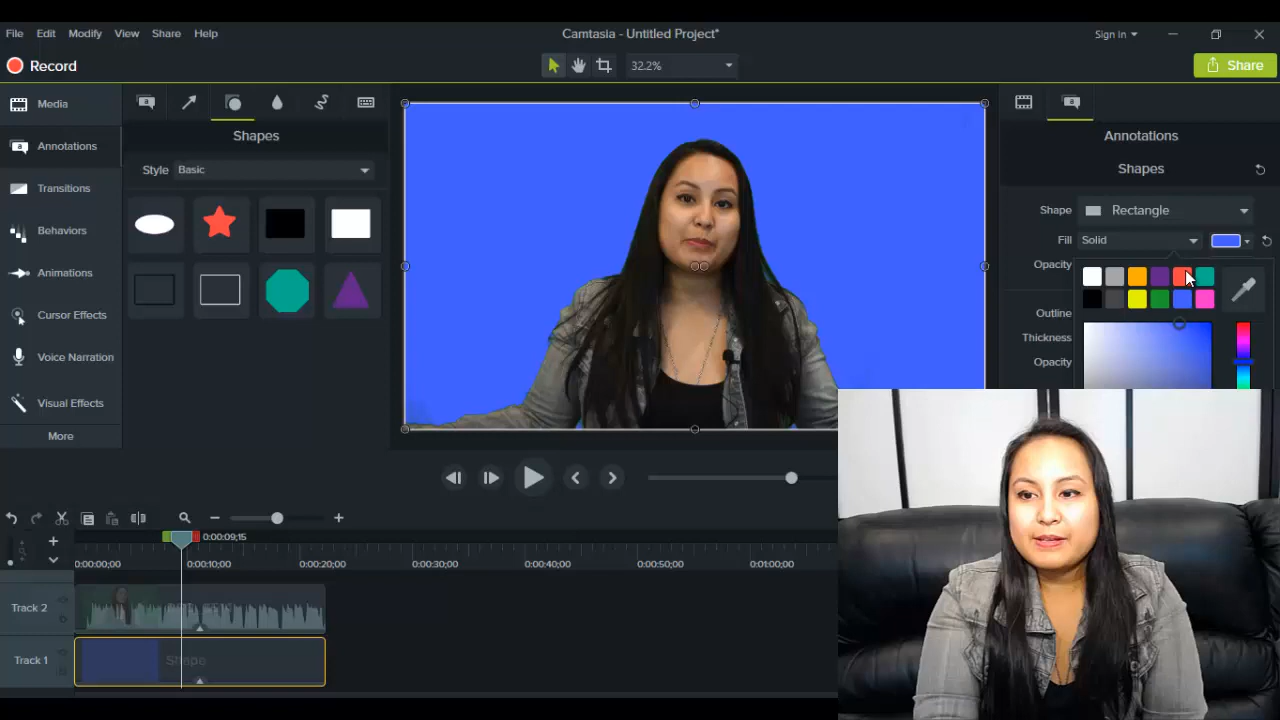 File Edit Modify View Share Help
Camtasia - Untitled Project*
Sign in
Record
32.2%
Share
Media
Annotations
Transitions
Behaviors
Animations
Cursor Effects
Voice Narration
Visual Effects
More
a
Shapes
Style Basic
a
Annotations
Shapes
Shape Rectangle
Fill Solid
Opacity
Outline
Thickness
Opacity
0:00:09;15
0:00:00;00 0:00:10;00 0:00:20;00 0:00:30;00 0:00:40;00 0:00:50;00 0:01:00;00
Track 2
Track 1
Shape